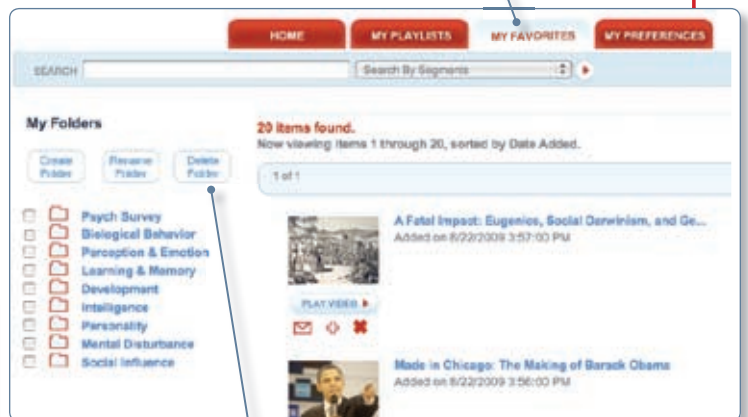 HOME MY PLAYLISTS MY FAVORITES MY PREFERENCES
SEARCH Search By Segments
My Folders
Create Folder
Rename Folder
Delete Folder
Psych Survey
Biological Behavior
Perception & Emotion
Learning & Memory
Development
Intelligence
Personality
Mental Disturbance
Social Influence
20 items found.
Now viewing items 1 through 20, sorted by Date Added.
1 of 1
A Fatal Impact: Eugenics, Social Darwinism, and Ge...
Added on 8/22/2009 3:57:00 PM
PLAY VIDEO
Made in Chicago: The Making of Barack Obama
Added on 8/22/2009 3:56:00 PM